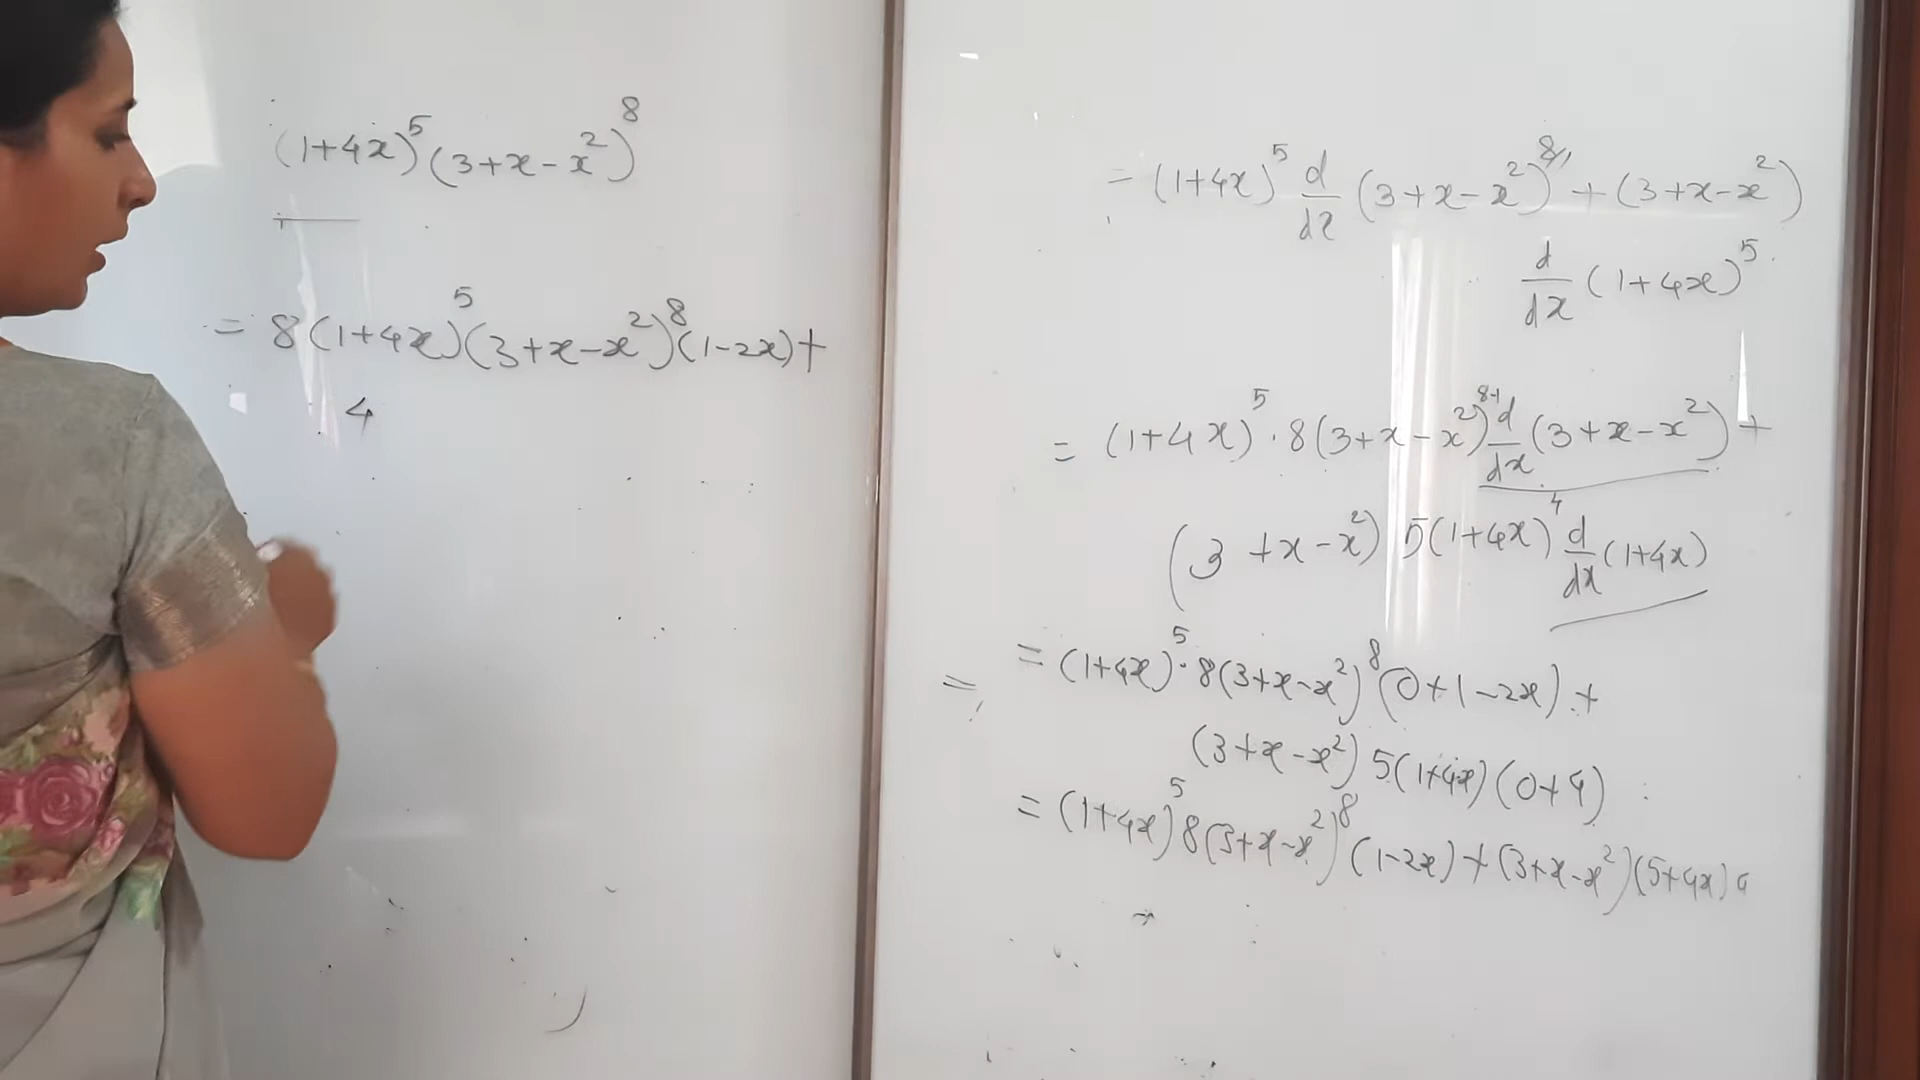 (1+4x)^5 (3+x-x^2)^8
= 8(1+4x)^5 (3+x-x^2)^8 (1-2x)+
4
= (1+4x)^5 d/dx (3+x-x^2)^8 + (3+x-x^2)
d/dx (1+4x)^5
= (1+4x)^5 . 8(3+x-x^2)^8-1 d/dx (3+x-x^2) +
(3+x-x^2) 5(1+4x)^4 d/dx (1+4x)
= = (1+4x)^5 . 8(3+x-x^2)^8 (0+1-2x) +
(3+x-x^2) 5(1+4x) (0+4)
= (1+4x)^5 8(3+x-x^2)^8 (1-2x) + (3+x-x^2)(5+4x) 4